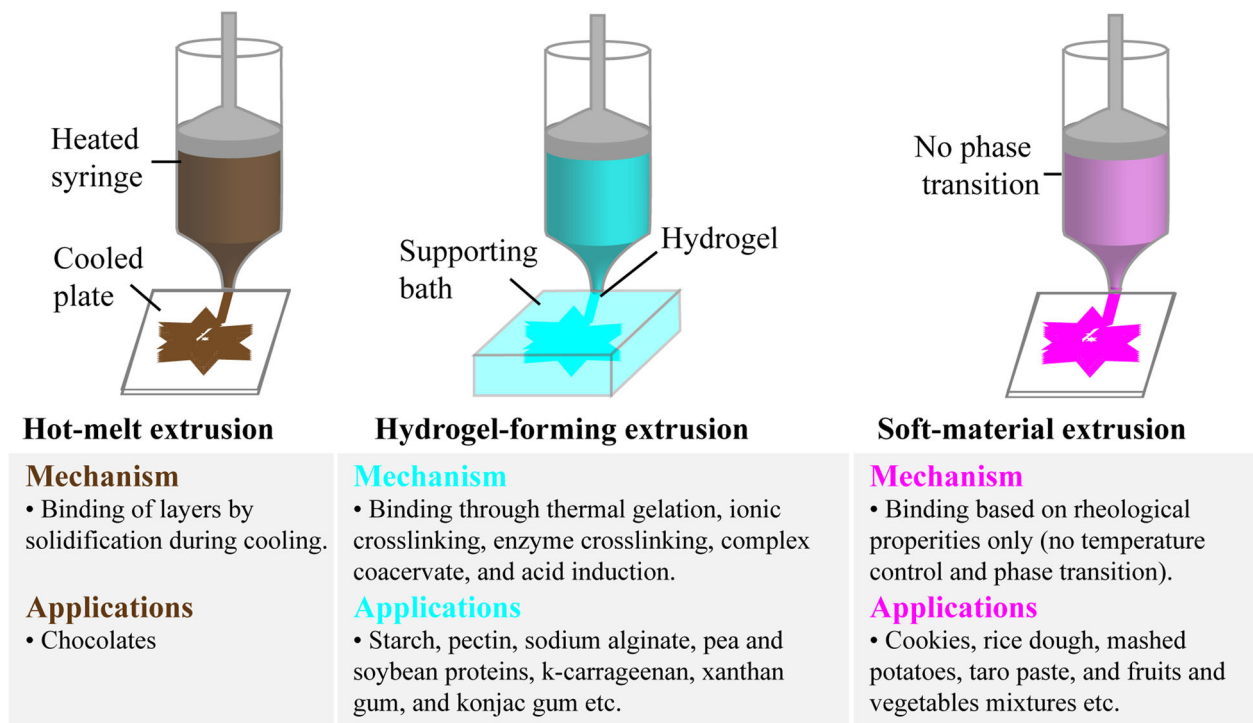 Heated
syringe
Cooled
plate
Hot-melt extrusion
Mechanism
• Binding of layers by
solidification during cooling.
Applications
• Chocolates
Supporting
bath
Hydrogel
Hydrogel-forming extrusion
Mechanism
• Binding through thermal gelation, ionic
crosslinking, enzyme crosslinking, complex
coacervate, and acid induction.
Applications
• Starch, pectin, sodium alginate, pea and
soybean proteins, k-carrageenan, xanthan
gum, and konjac gum etc.
No phase
transition
Soft-material extrusion
Mechanism
• Binding based on rheological
properities only (no temperature
control and phase transition).
Applications
• Cookies, rice dough, mashed
potatoes, taro paste, and fruits and
vegetables mixtures etc.